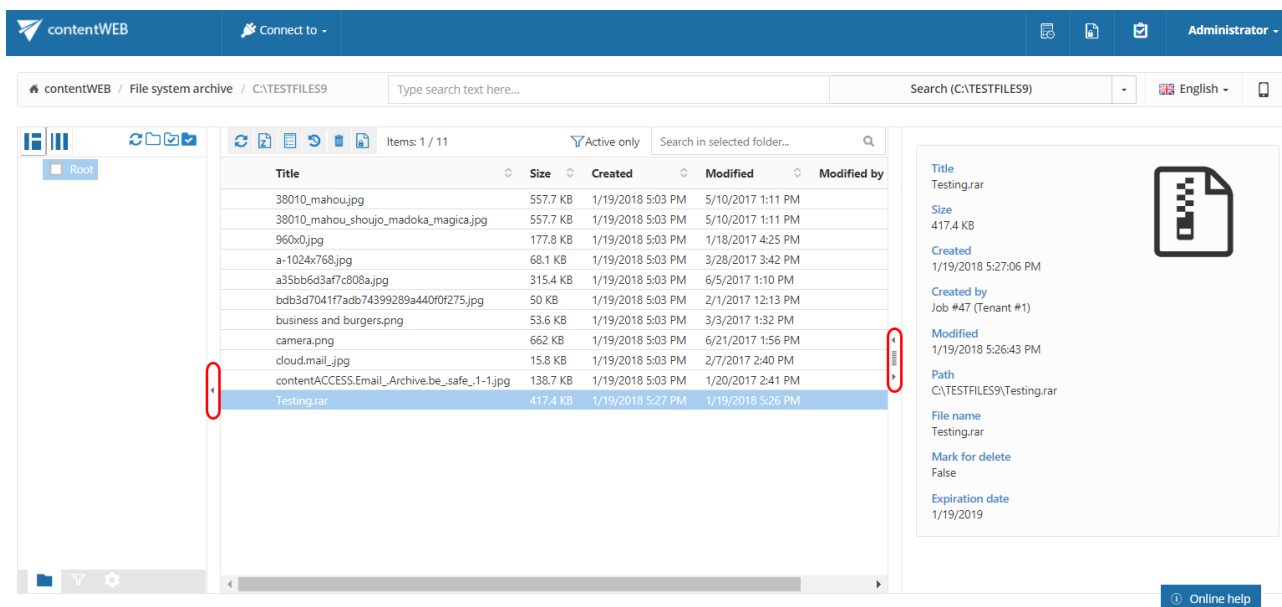 contentWEB
Connect to
Administrator
contentWEB / File system archive / C:\TESTFILES9
Type search text here...
Search (C:\TESTFILES9)
English
Items: 1 / 11
Active only
Search in selected folder...
Root
Title Size Created Modified Modified by
38010_mahou.jpg 557.7 KB 1/19/2018 5:03 PM 5/10/2017 1:11 PM
38010_mahou_shoujo_madoka_magica.jpg 557.7 KB 1/19/2018 5:03 PM 5/10/2017 1:11 PM
960x0.jpg 177.8 KB 1/19/2018 5:03 PM 1/18/2017 4:25 PM
a-1024x768.jpg 68.1 KB 1/19/2018 5:03 PM 3/28/2017 3:42 PM
a35bb6d3af7c808a.jpg 315.4 KB 1/19/2018 5:03 PM 6/5/2017 1:10 PM
bdb3d7041f7adb74399289a440f0f275.jpg 50 KB 1/19/2018 5:03 PM 2/1/2017 12:13 PM
business and burgers.png 53.6 KB 1/19/2018 5:03 PM 3/3/2017 1:32 PM
camera.png 662 KB 1/19/2018 5:03 PM 6/21/2017 1:56 PM
cloud.mail_.jpg 15.8 KB 1/19/2018 5:03 PM 2/7/2017 2:40 PM
contentACCESS.Email_.Archive.be_.safe_.1-1.jpg 138.7 KB 1/19/2018 5:03 PM 1/20/2017 2:41 PM
Testing.rar 417.4 KB 1/19/2018 5:27 PM 1/19/2018 5:26 PM
Title
Testing.rar
Size
417.4 KB
Created
1/19/2018 5:27:06 PM
Created by
Job #47 (Tenant #1)
Modified
1/19/2018 5:26:43 PM
Path
C:\TESTFILES9\Testing.rar
File name
Testing.rar
Mark for delete
False
Expiration date
1/19/2019
Online help